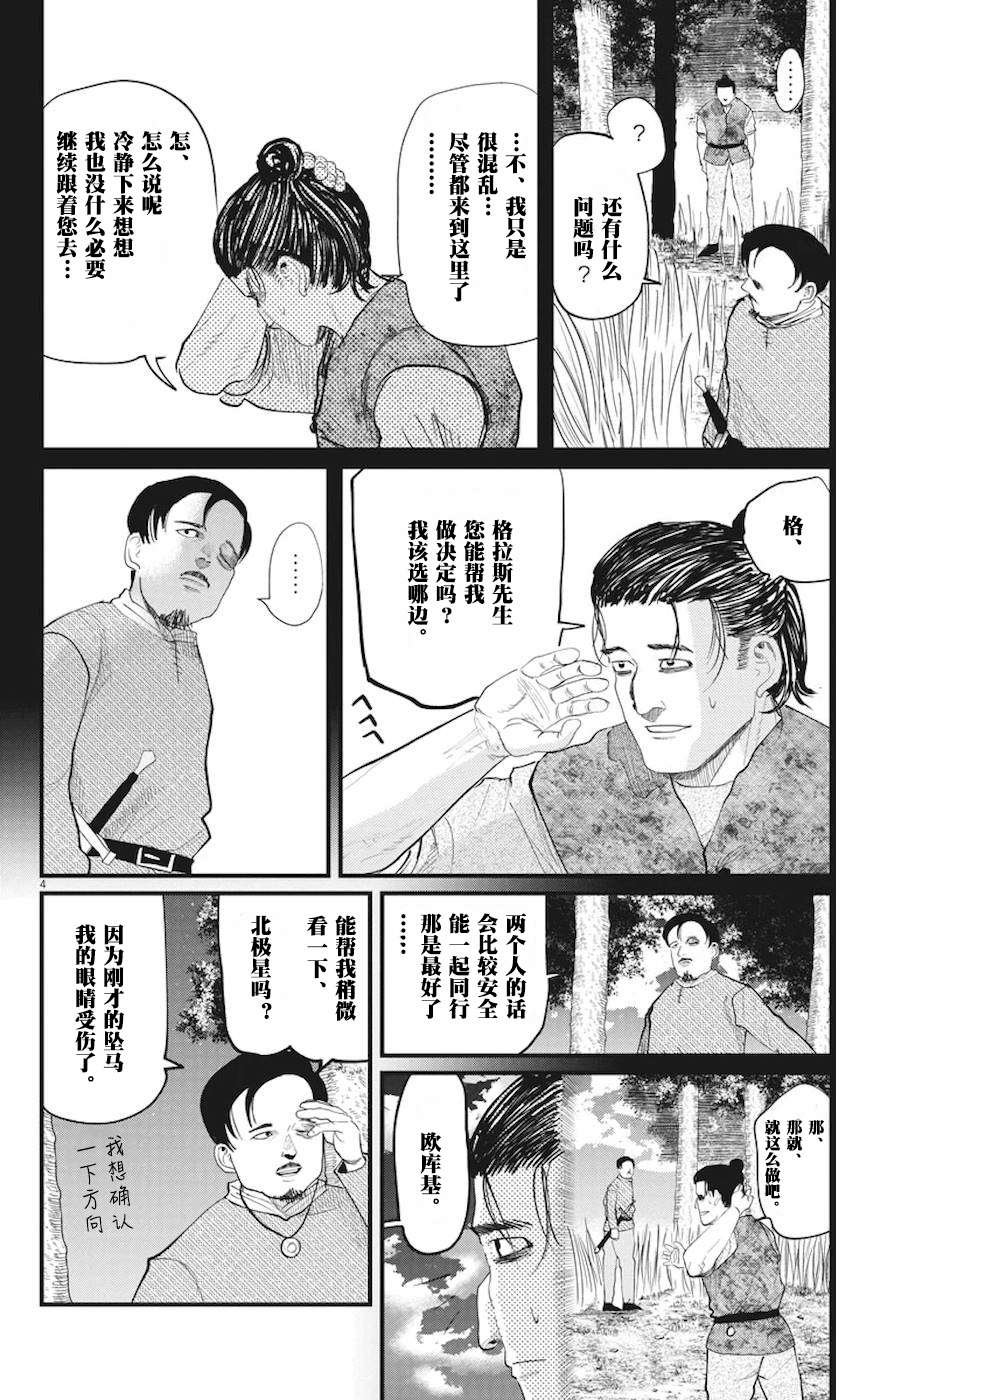 ……
？
还有什么
问题吗？
…不、我只是
很混乱…
尽管都来到这里了
………
怎、
怎么说呢
冷静下来想想
我也没什么必要
继续跟着您去…
格、
格拉斯先生
您能帮我
做决定吗？
我该选哪边。
……
两个人的话
会比较安全
能一起同行
那是最好了
……
那、
那就、
就这么做吧。
欧库基。
能帮我稍微
看一下、
北极星吗？
因为刚才的坠马
我的眼睛受伤了。
我想确认
一下方向
4